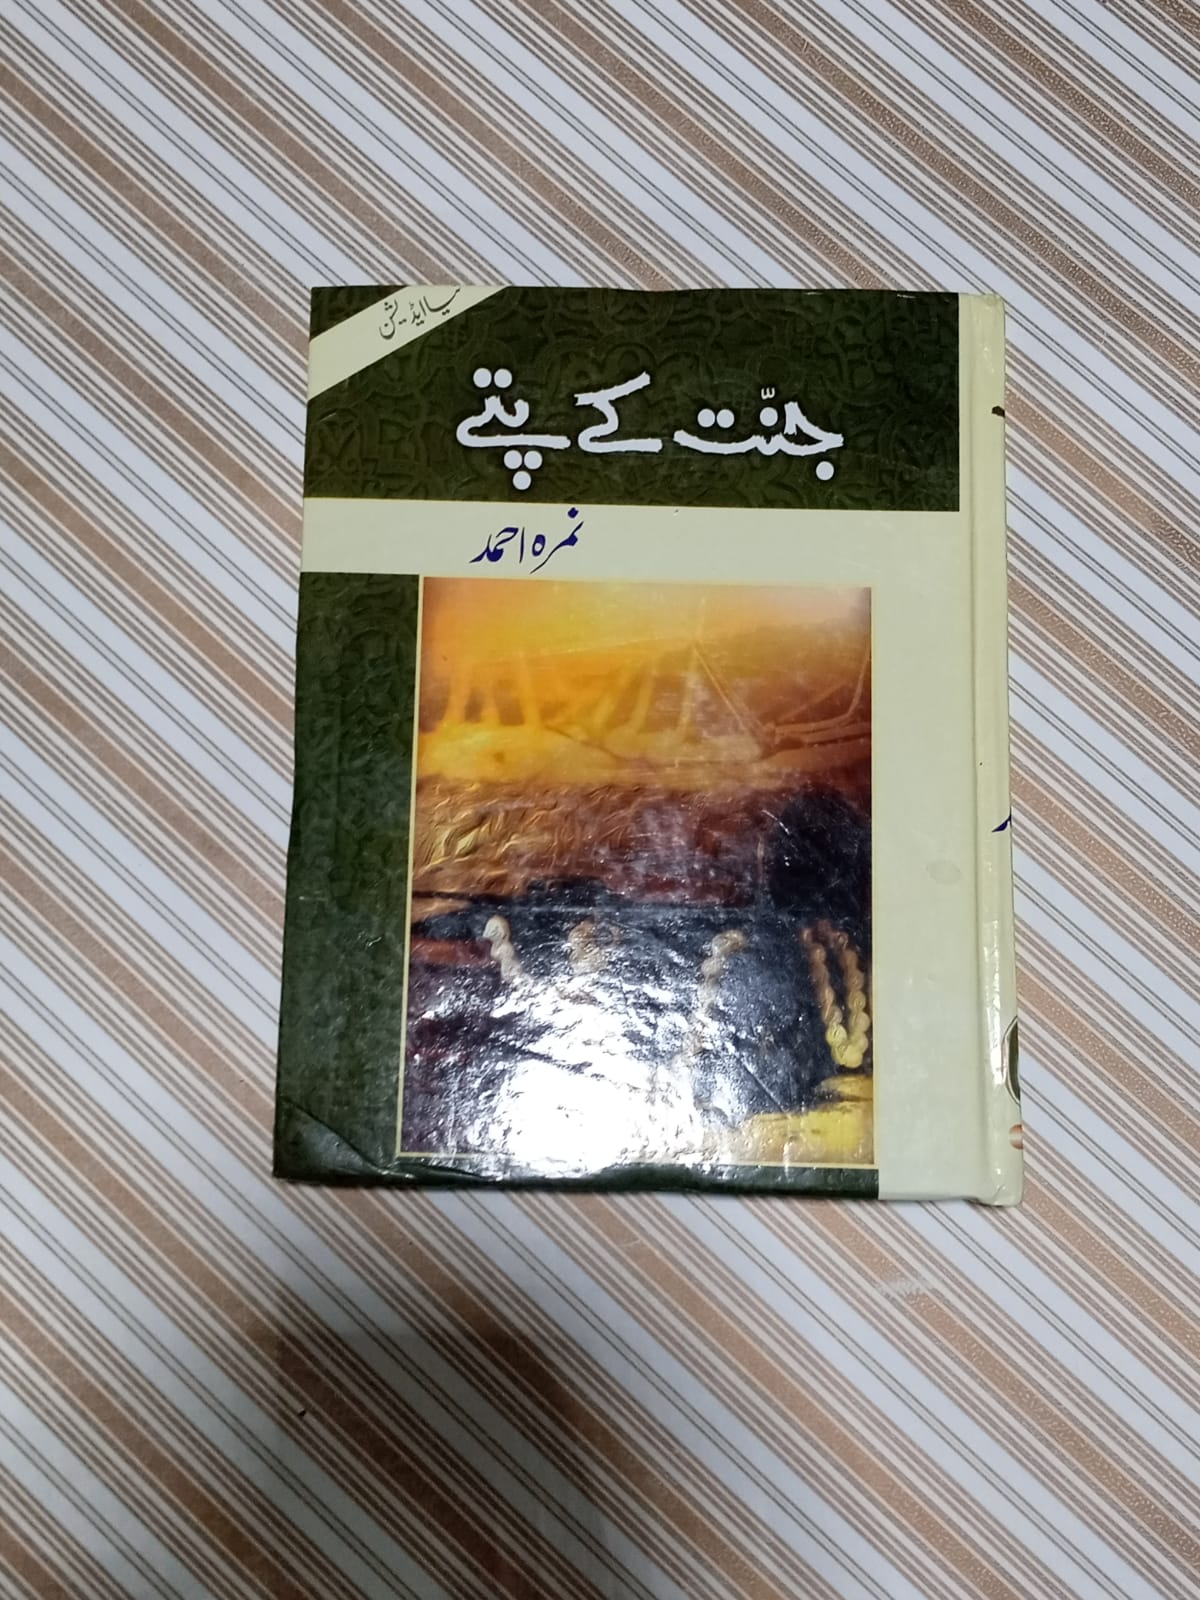 نیا ایڈیشن
جنّت کے پتے
نمرہ احمد